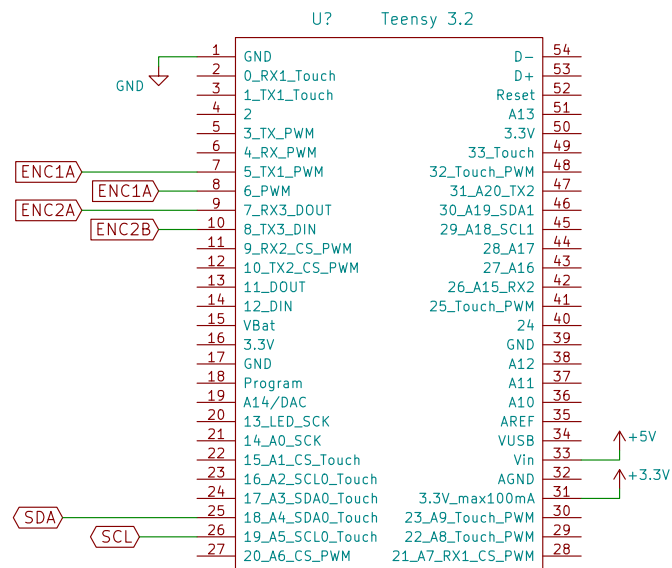 U? Teensy 3.2
1 GND D- 54
GND 2 0_RX1_Touch D+ 53
3 1_TX1_Touch Reset 52
4 2 A13 51
5 3_TX_PWM 3.3V 50
6 4_RX_PWM 33_Touch 49
ENC1A 7 5_TX1_PWM 32_Touch_PWM 48
ENC1A 8 6_PWM 31_A20_TX2 47
ENC2A 9 7_RX3_DOUT 30_A19_SDA1 46
ENC2B 10 8_TX3_DIN 29_A18_SCL1 45
11 9_RX2_CS_PWM 28_A17 44
12 10_TX2_CS_PWM 27_A16 43
13 11_DOUT 26_A15_RX2 42
14 12_DIN 25_Touch_PWM 41
15 VBat 24 40
16 3.3V GND 39
17 GND A12 38
18 Program A11 37
19 A14/DAC A10 36
20 13_LED_SCK AREF 35
21 14_A0_SCK VUSB 34 +5V
22 15_A1_CS_Touch Vin 33
23 16_A2_SCL0_Touch AGND 32 +3.3V
24 17_A3_SDA0_Touch 3.3V_max100mA 31
SDA 25 18_A4_SDA0_Touch 23_A9_Touch_PWM 30
SCL 26 19_A5_SCL0_Touch 22_A8_Touch_PWM 29
27 20_A6_CS_PWM 21_A7_RX1_CS_PWM 28